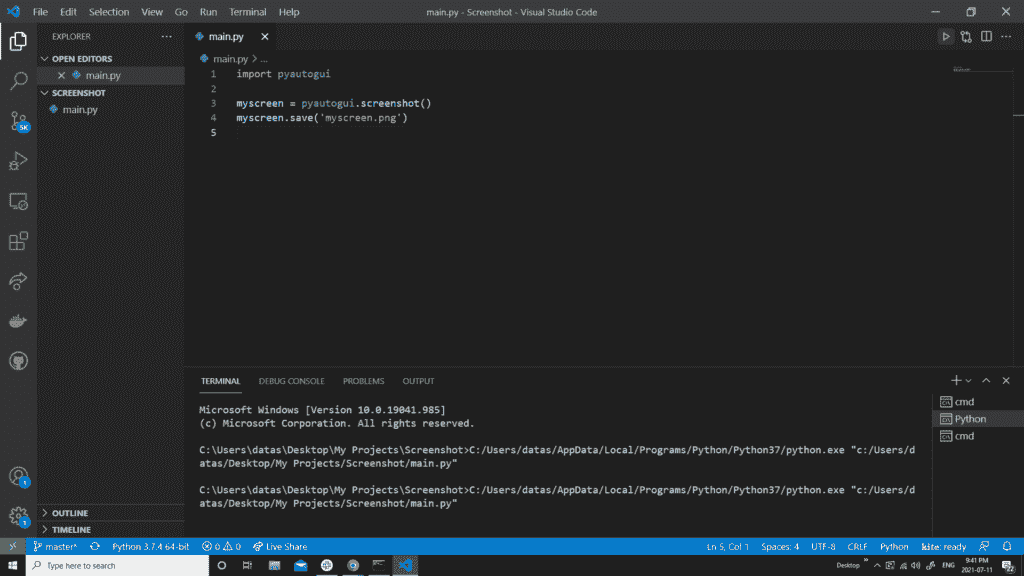 File Edit Selection View Go Run Terminal Help
main.py - Screenshot - Visual Studio Code
EXPLORER
OPEN EDITORS
main.py
SCREENSHOT
main.py
OUTLINE
TIMELINE
main.py
main.py > ...
1 import pyautogui
2
3 myscreen = pyautogui.screenshot()
4 myscreen.save('myscreen.png')
5
TERMINAL DEBUG CONSOLE PROBLEMS OUTPUT
Microsoft Windows [Version 10.0.19041.985]
(c) Microsoft Corporation. All rights reserved.
C:\Users\datas\Desktop\My Projects\Screenshot>C:/Users/datas/AppData/Local/Programs/Python/Python37/python.exe "c:/Users/d
atas/Desktop/My Projects/Screenshot/main.py"
C:\Users\datas\Desktop\My Projects\Screenshot>C:/Users/datas/AppData/Local/Programs/Python/Python37/python.exe "c:/Users/d
atas/Desktop/My Projects/Screenshot/main.py"
cmd
Python
cmd
5K
1
1
master* Python 3.7.4 64-bit 0 0 Live Share
Ln 5, Col 1 Spaces: 4 UTF-8 CRLF Python kite: ready
Type here to search
Desktop ENG 9:41 PM
2021-07-11
22